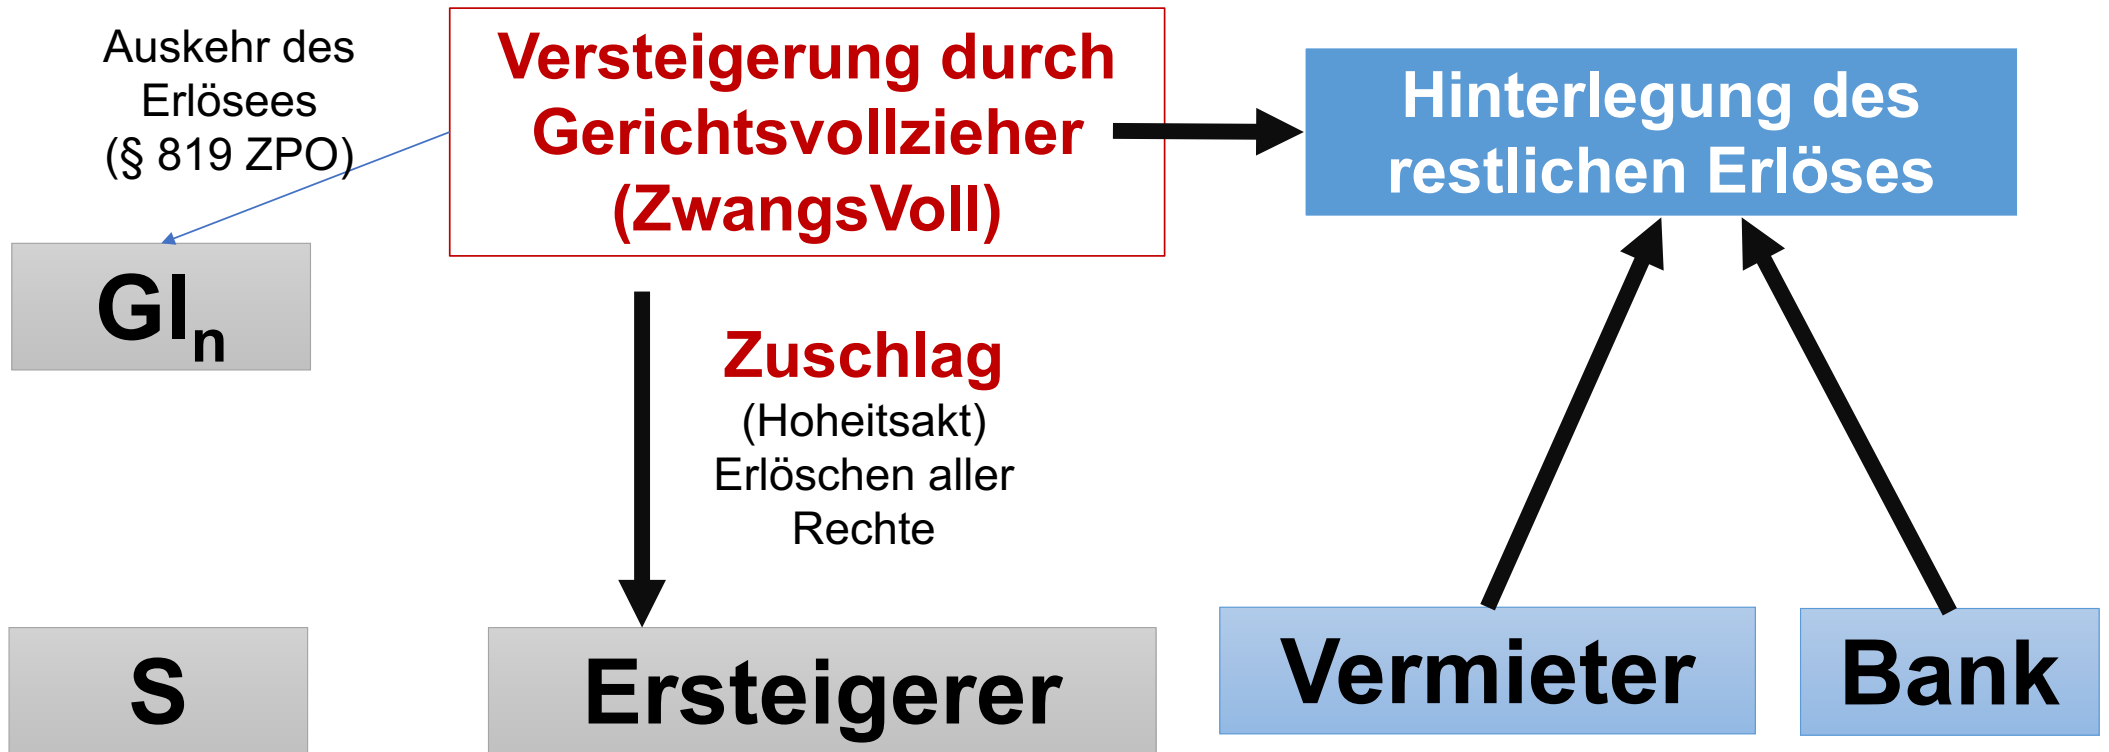 Auskehr des
Erlösees
(§ 819 ZPO)
Versteigerung durch
Gerichtsvollzieher
(ZwangsVoll)
Hinterlegung des
restlichen Erlöses
Gln
Zuschlag
(Hoheitsakt)
Erlöschen aller
Rechte
S
Ersteigerer
Vermieter
Bank